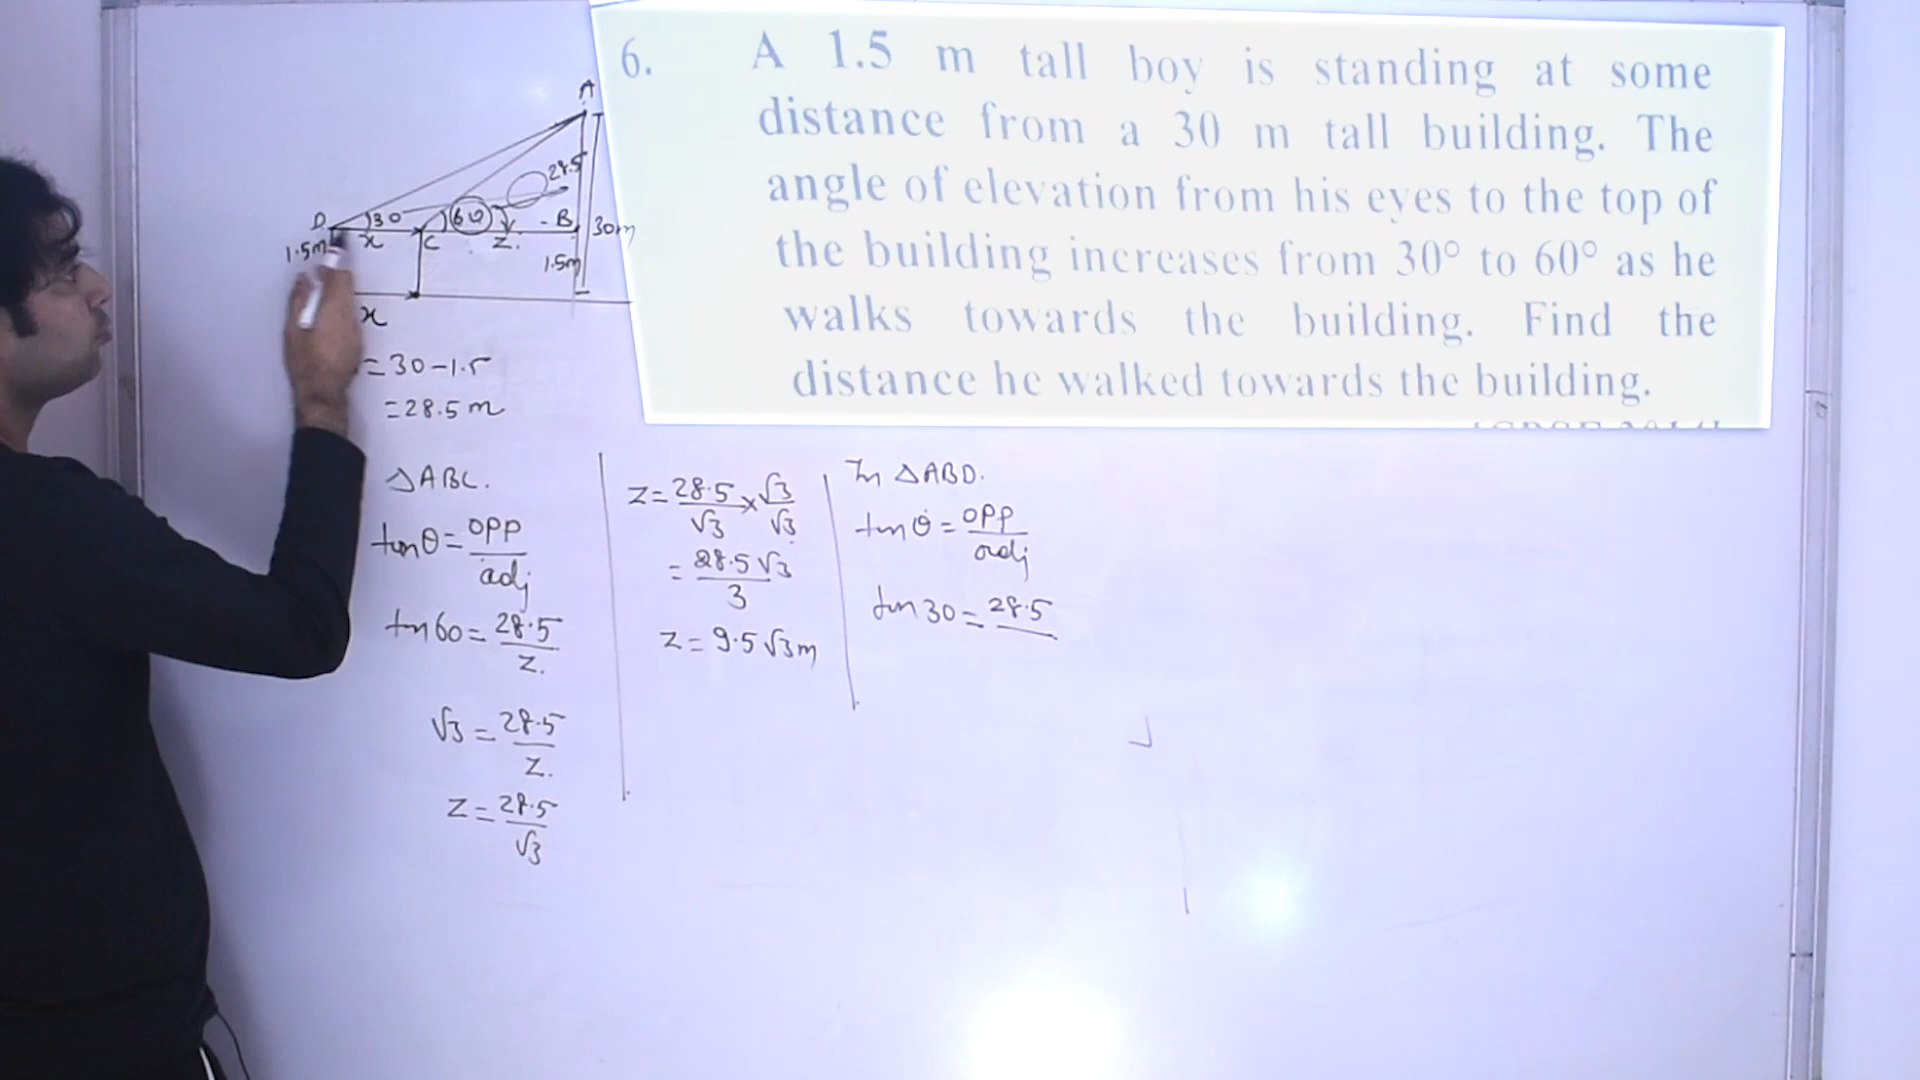 6. A 1.5 m tall boy is standing at some
distance from a 30 m tall building. The
angle of elevation from his eyes to the top of
the building increases from 30° to 60° as he
walks towards the building. Find the
distance he walked towards the building.
A
28.5
D
30
60
- B
30m
1.5m
x
C
Z.
1.5m
x
= 30 - 1.5
= 28.5 m
△ABC.
tanθ = opp/adj
tan 60 = 28.5/Z.
√3 = 28.5/Z.
Z = 28.5/√3
Z = 28.5/√3 × √3/√3
= 28.5√3/3
Z = 9.5√3m
In △ABD.
tanθ = opp/adj
tan 30 = 28.5